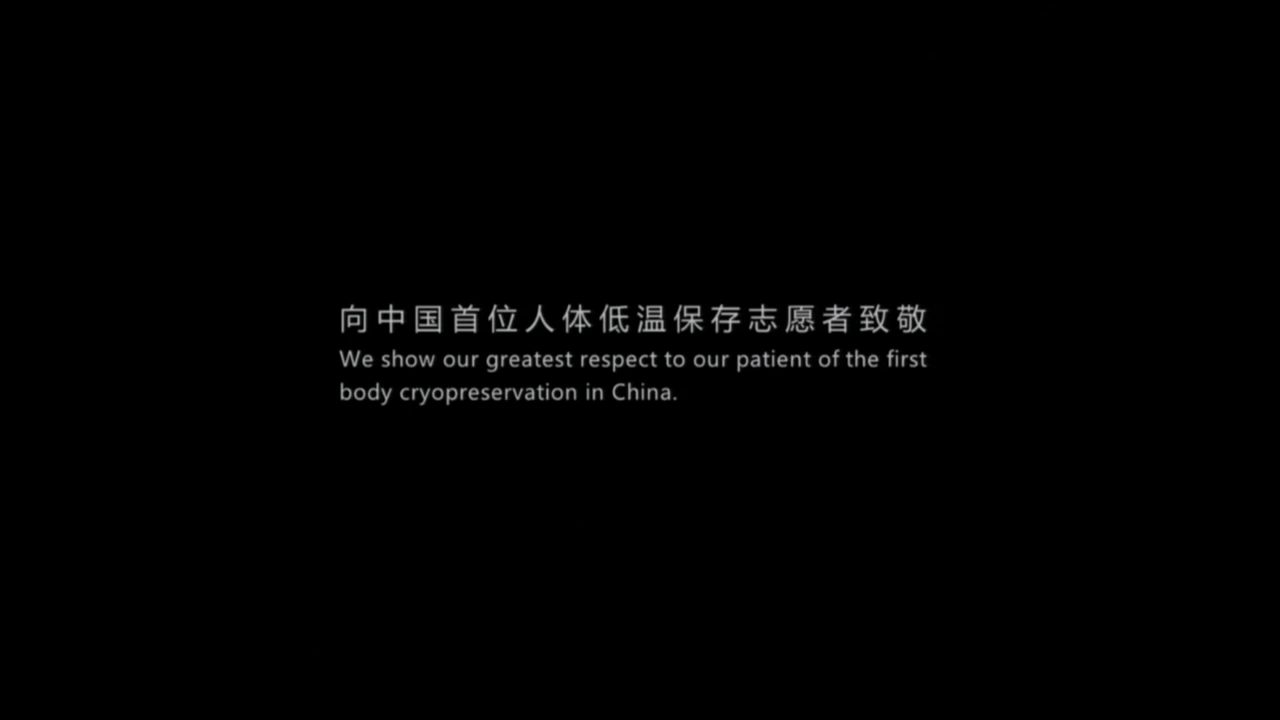 向中国首位人体低温保存志愿者致敬
We show our greatest respect to our patient of the first
body cryopreservation in China.